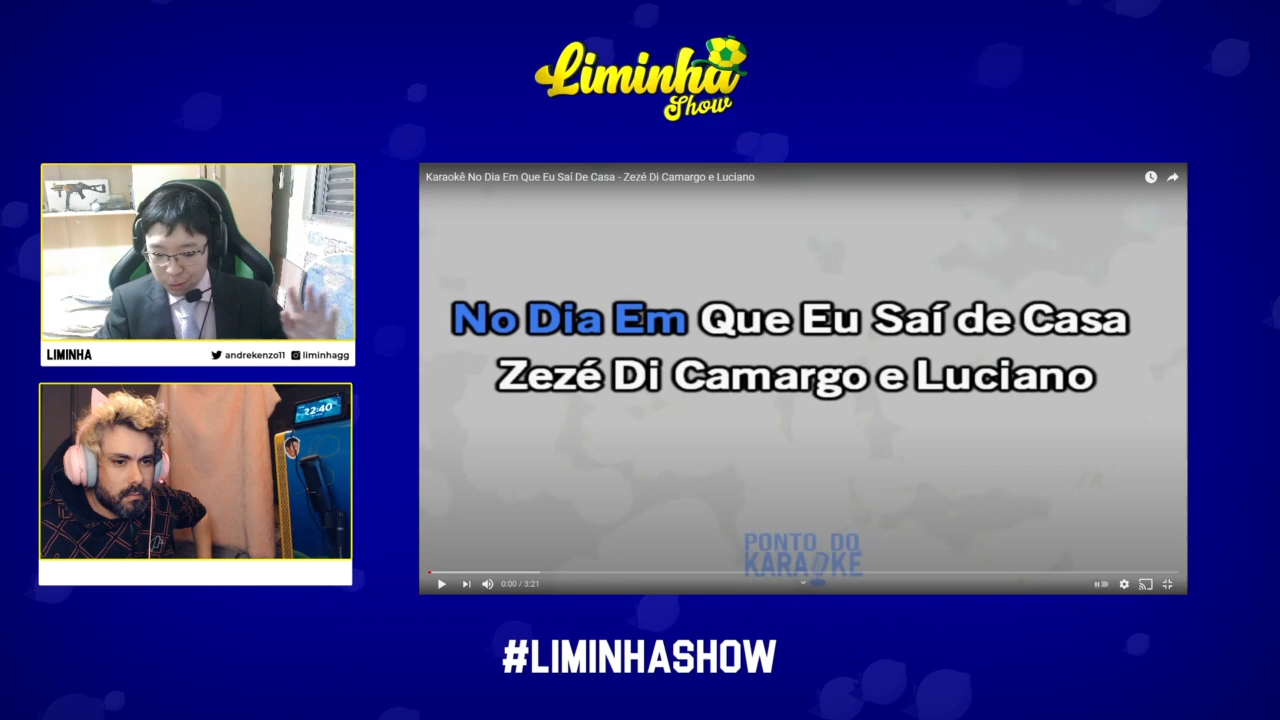 Liminha
Show
Karaokê No Dia Em Que Eu Saí De Casa - Zezé Di Camargo e Luciano
No Dia Em Que Eu Saí de Casa
Zezé Di Camargo e Luciano
PONTO DO
KARAOKE
0:00 / 3:21
LIMINHA
andrekenzo11
liminhagg
22:40
#LIMINHASHOW